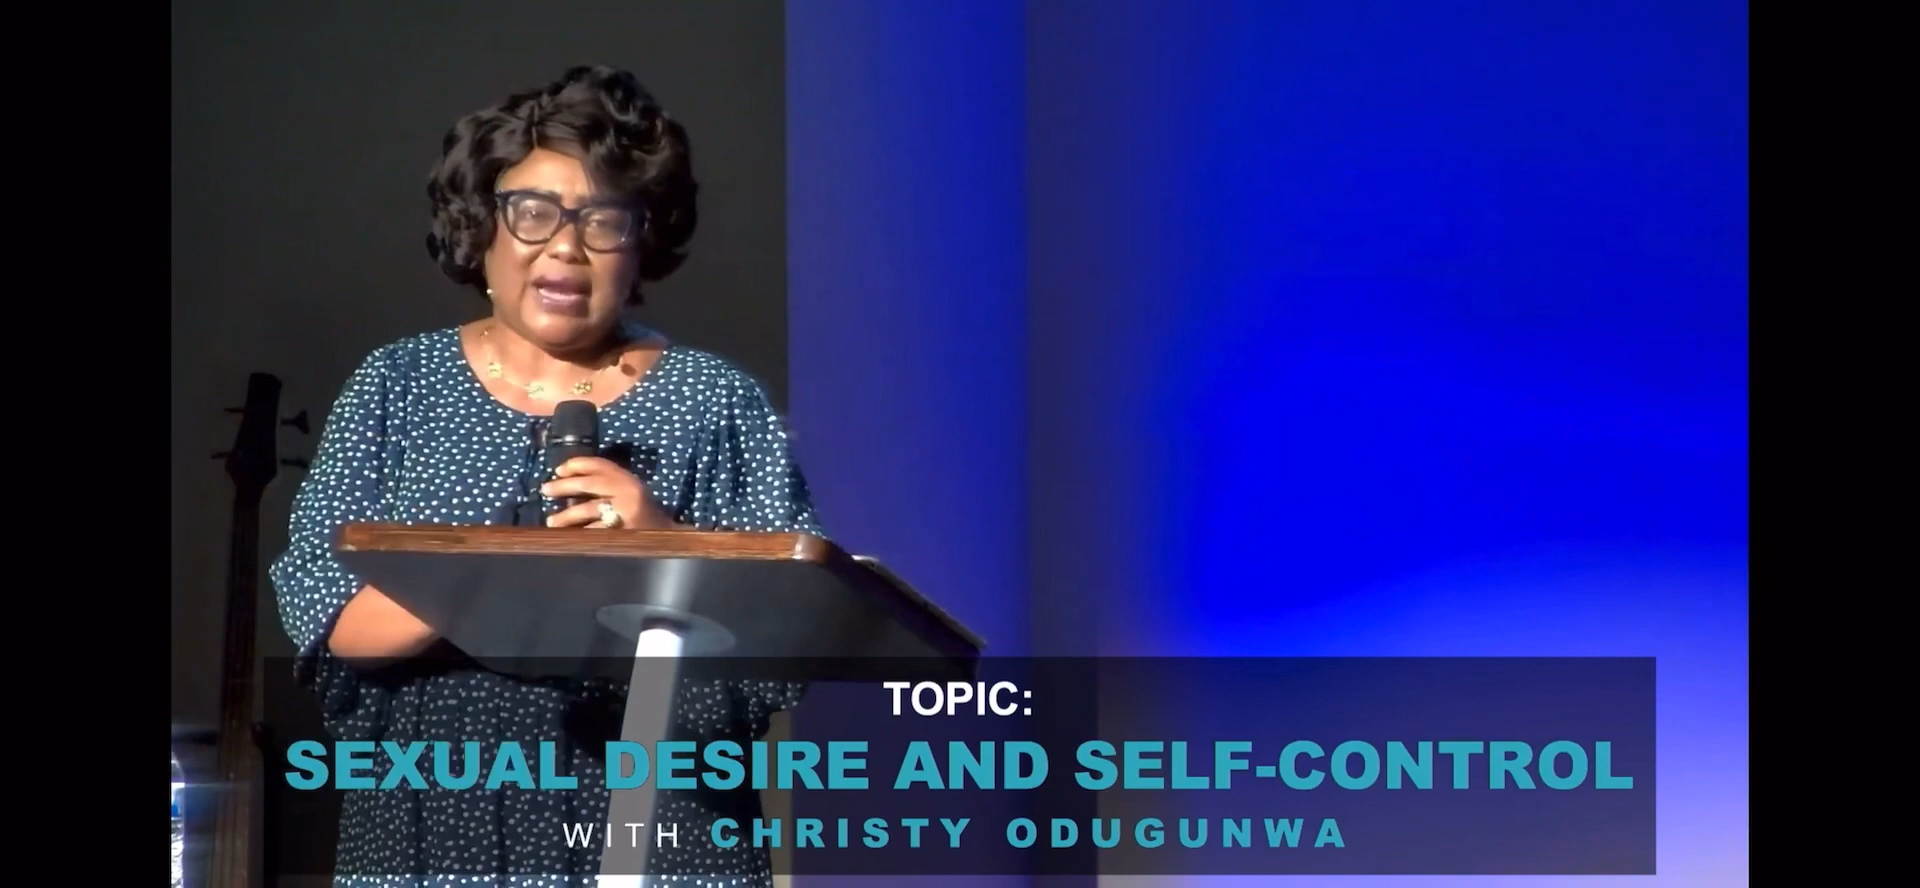 TOPIC:
SEXUAL DESIRE AND SELF-CONTROL
WITH CHRISTY ODUGUNWA